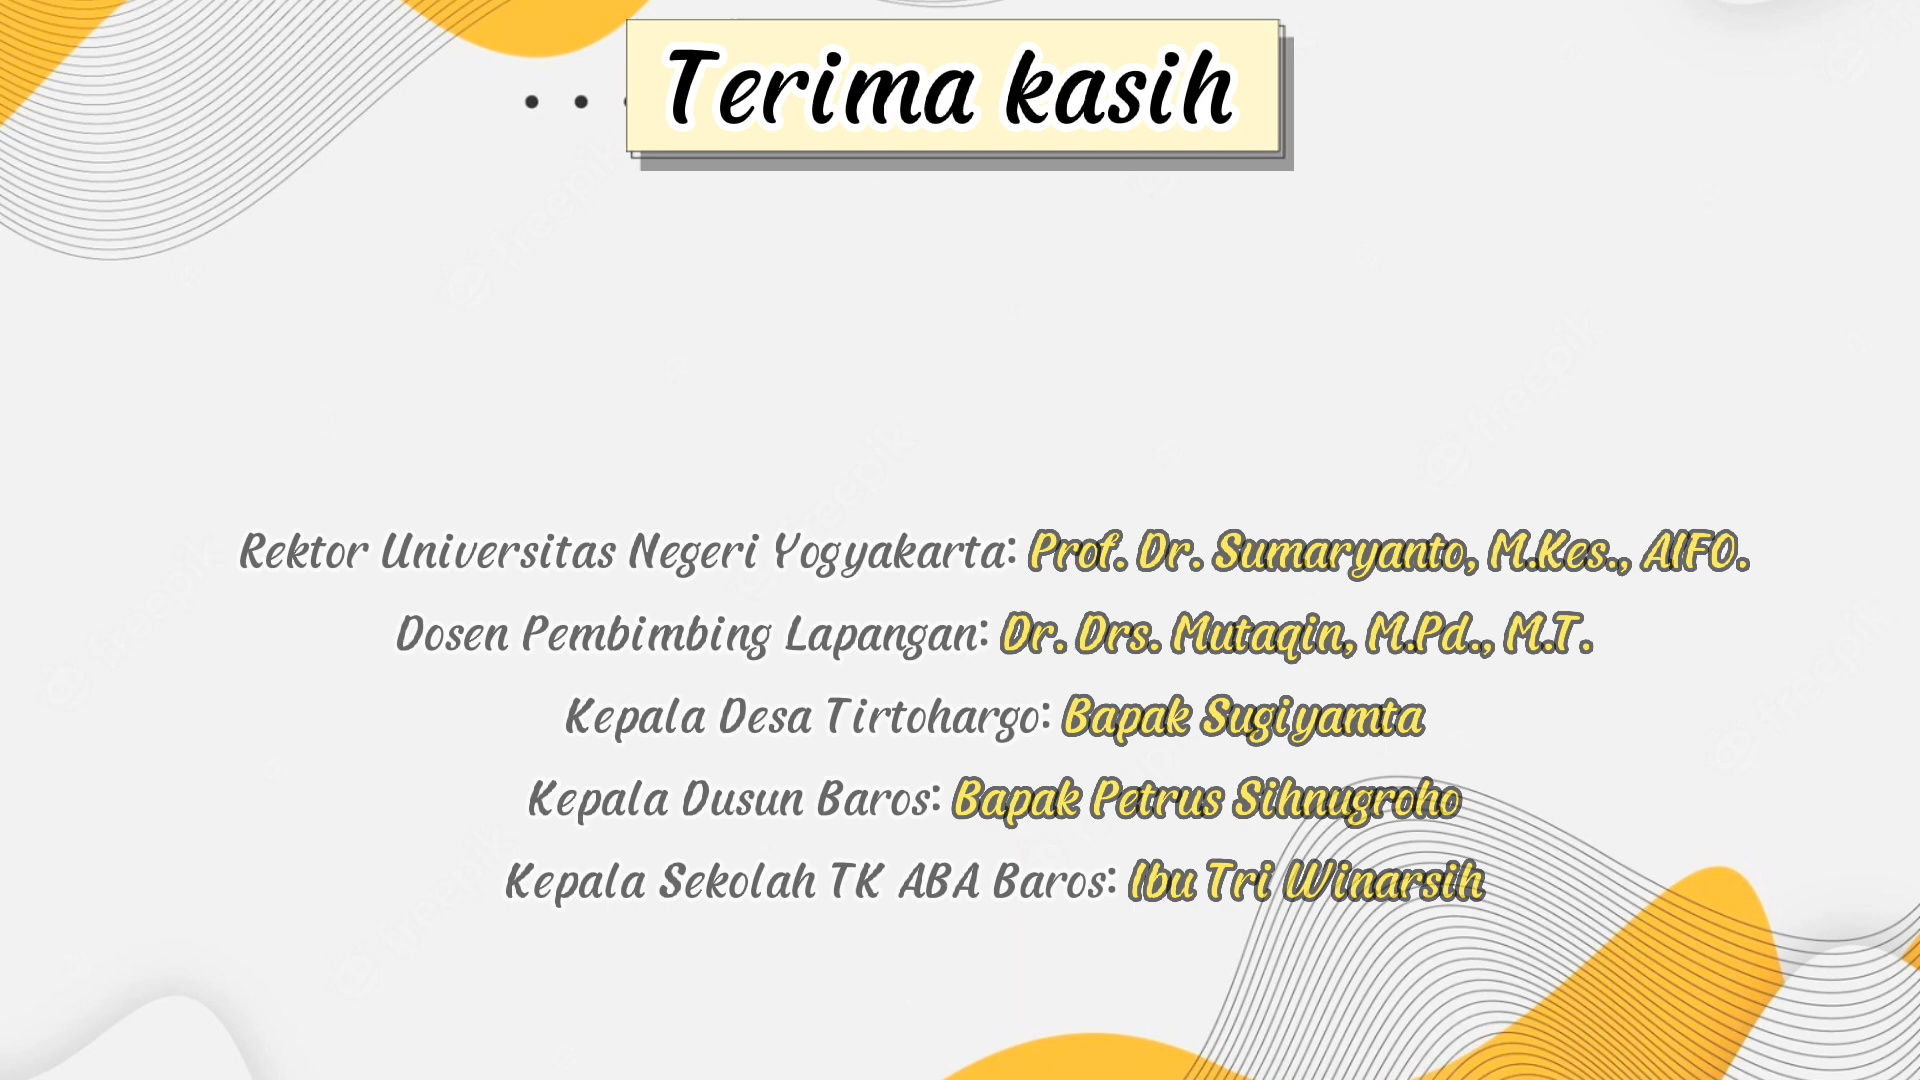 Terima kasih
Rektor Universitas Negeri Yogyakarta: Prof. Dr. Sumaryanto, M.Kes., AIFO.
Dosen Pembimbing Lapangan: Dr. Drs. Mutaqin, M.Pd., M.T.
Kepala Desa Tirtohargo: Bapak Sugiyamta
Kepala Dusun Baros: Bapak Petrus Sihnugroho
Kepala Sekolah TK ABA Baros: Ibu Tri Winarsih